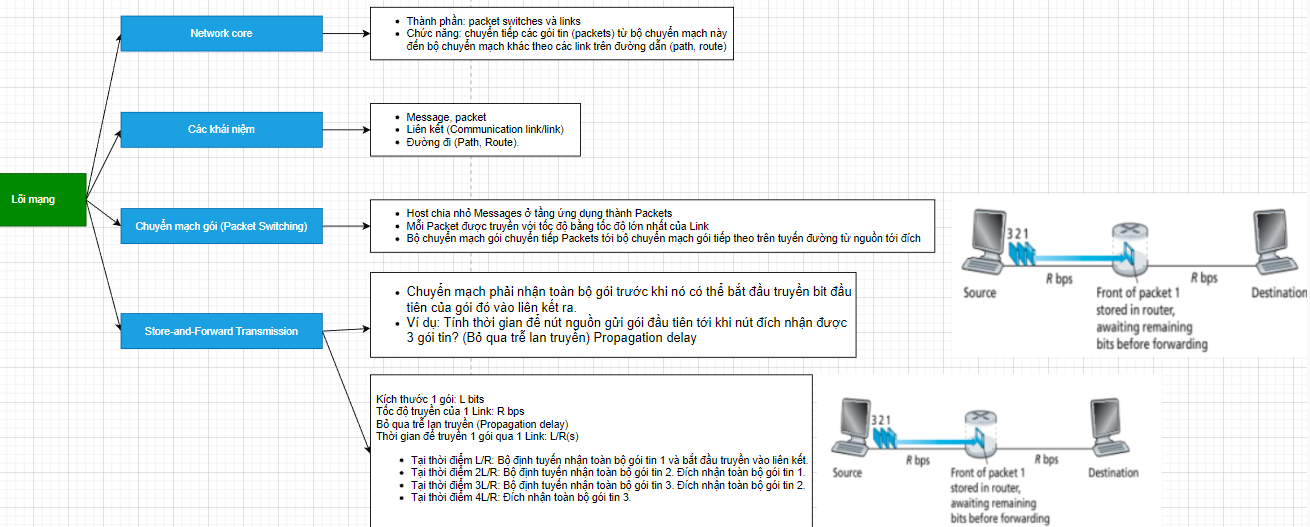 Network core
Thành phần: packet switches và links
Chức năng: chuyển tiếp các gói tin (packets) từ bộ chuyển mạch này
đến bộ chuyển mạch khác theo các link trên đường dẫn (path, route)
Các khái niệm
Message, packet
Liên kết (Communication link/link)
Đường đi (Path, Route).
Lõi mạng
Chuyển mạch gói (Packet Switching)
Host chia nhỏ Messages ở tầng ứng dụng thành Packets
Mỗi Packet được truyền với tốc độ bằng tốc độ lớn nhất của Link
Bộ chuyển mạch gói chuyển tiếp Packets tới bộ chuyển mạch gói tiếp theo trên tuyến đường từ nguồn tới đích
3 2 1
R bps
R bps
Source
Front of packet 1
stored in router,
awaiting remaining
bits before forwarding
Destination
Store-and-Forward Transmission
Chuyển mạch phải nhận toàn bộ gói trước khi nó có thể bắt đầu truyền bit đầu
tiên của gói đó vào liên kết ra.
Ví dụ: Tính thời gian để nút nguồn gửi gói đầu tiên tới khi nút đích nhận được
3 gói tin? (Bỏ qua trễ lan truyền) Propagation delay
Kích thước 1 gói: L bits
Tốc độ truyền của 1 Link: R bps
Bỏ qua trễ lan truyền (Propagation delay)
Thời gian để truyền 1 gói qua 1 Link: L/R(s)
Tại thời điểm L/R: Bộ định tuyến nhận toàn bộ gói tin 1 và bắt đầu truyền vào liên kết.
Tại thời điểm 2L/R: Bộ định tuyến nhận toàn bộ gói tin 2. Đích nhận toàn bộ gói tin 1.
Tại thời điểm 3L/R: Bộ định tuyến nhận toàn bộ gói tin 3. Đích nhận toàn bộ gói tin 2.
Tại thời điểm 4L/R: Đích nhận toàn bộ gói tin 3.
3 2 1
R bps
R bps
Source
Front of packet 1
stored in router,
awaiting remaining
bits before forwarding
Destination